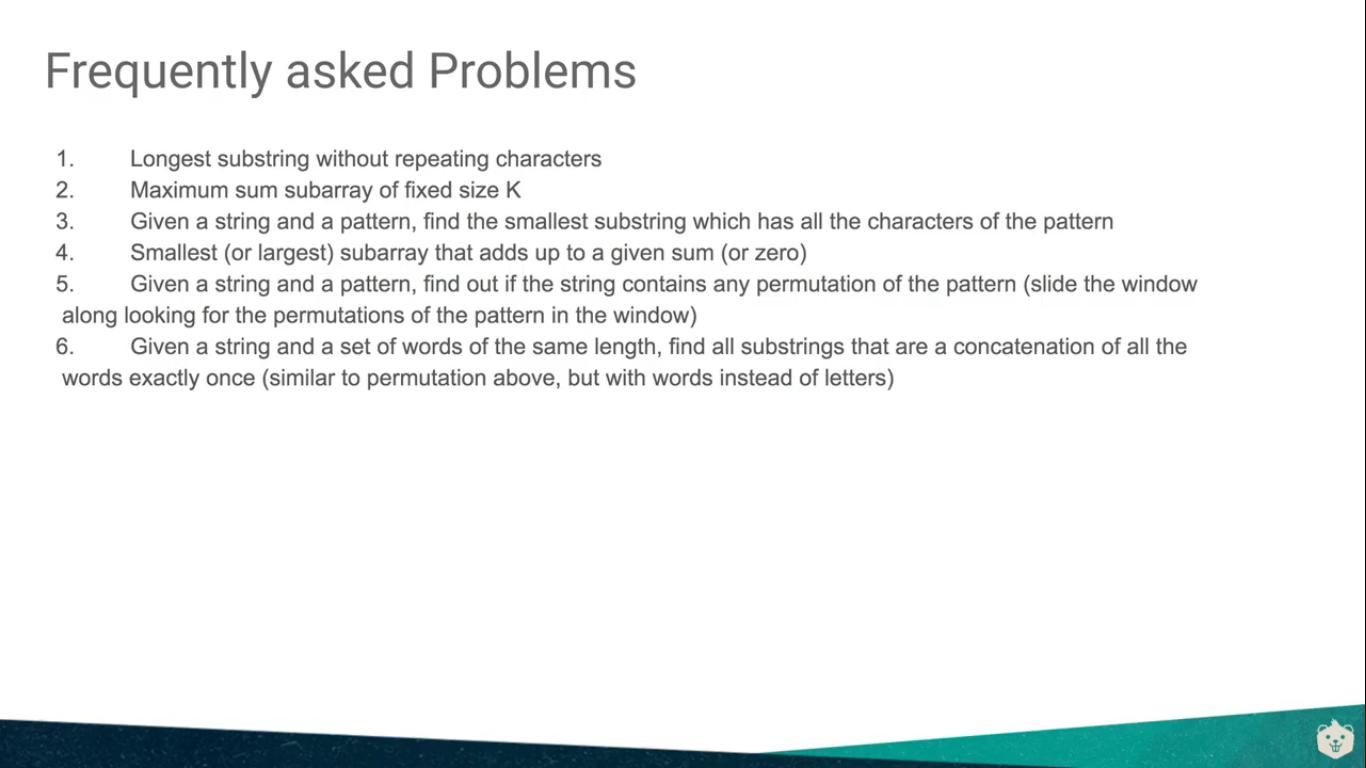 Frequently asked Problems
1. Longest substring without repeating characters
2. Maximum sum subarray of fixed size K
3. Given a string and a pattern, find the smallest substring which has all the characters of the pattern
4. Smallest (or largest) subarray that adds up to a given sum (or zero)
5. Given a string and a pattern, find out if the string contains any permutation of the pattern (slide the window
along looking for the permutations of the pattern in the window)
6. Given a string and a set of words of the same length, find all substrings that are a concatenation of all the
words exactly once (similar to permutation above, but with words instead of letters)